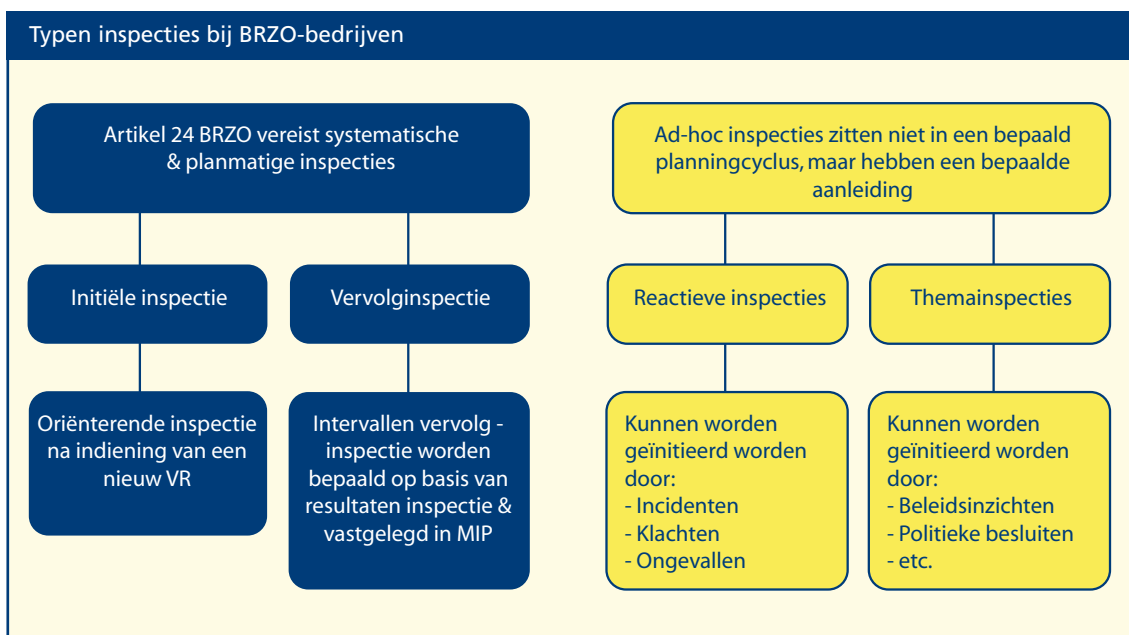 Typen inspecties bij BRZO-bedrijven
Artikel 24 BRZO vereist systematische
& planmatige inspecties
Initiële inspectie
Vervolginspectie
Oriënterende inspectie
na indiening van een
nieuw VR
Intervallen vervolg -
inspectie worden
bepaald op basis van
resultaten inspectie &
vastgelegd in MIP
Ad-hoc inspecties zitten niet in een bepaald
planningcyclus, maar hebben een bepaalde
aanleiding
Reactieve inspecties
Themainspecties
Kunnen worden
geïnitieerd worden
door:
- Incidenten
- Klachten
- Ongevallen
Kunnen worden
geïnitieerd worden
door:
- Beleidsinzichten
- Politieke besluiten
- etc.